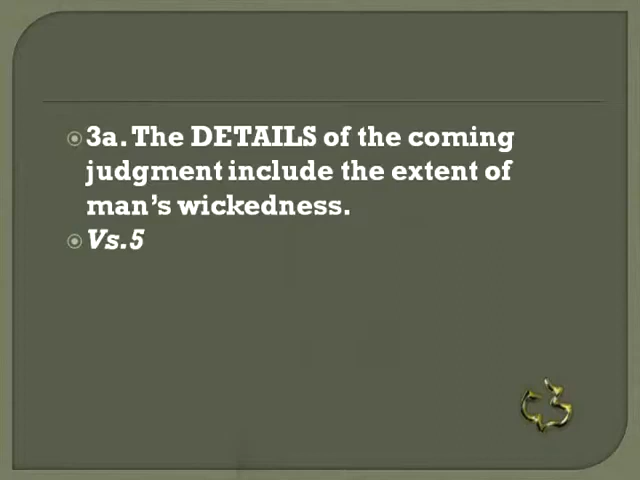 3a. The DETAILS of the coming
judgment include the extent of
man's wickedness.
Vs.5